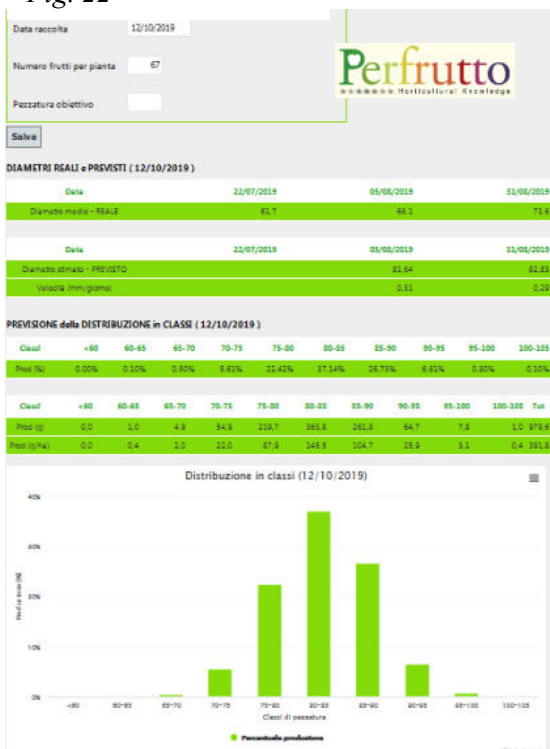 Fig. 22
Data raccolta 12/10/2019
Numero frutti per pianta 67
Perfrutto
Horticultural Knowledge
Pezzatura obiettivo
Salva
DIAMETRI REALI e PREVISTI ( 12/10/2019 )
Data 22/07/2019 05/08/2019 31/08/2019
Diametro medio - REALE 61,7 66,1 73,6
Data 22/07/2019 05/08/2019 31/08/2019
Diametro stimato - PREVISTO 81,64 82,83
Velocità (mm/giorno) 0,31 0,29
PREVISIONE della DISTRIBUZIONE in CLASSI ( 12/10/2019 )
Classi <60 60-65 65-70 70-75 75-80 80-85 85-90 90-95 95-100 100-105
Prod (%) 0,00% 0,10% 0,50% 5,61% 22,43% 37,14% 26,73% 6,61% 0,80% 0,10%
Classi <60 60-65 65-70 70-75 75-80 80-85 85-90 90-95 95-100 100-105 Tot
Prod (q) 0,0 1,0 4,9 54,9 219,7 363,8 261,8 64,7 7,8 1,0 979,6
Prod (q/ha) 0,0 0,4 2,0 22,0 87,9 145,5 104,7 25,9 3,1 0,4 391,8
Distribuzione in classi (12/10/2019)
40%
30%
20%
10%
0%
Produzione [%]
<60 60-65 65-70 70-75 75-80 80-85 85-90 90-95 95-100 100-105
Classi di pezzatura
Percentuale produzione